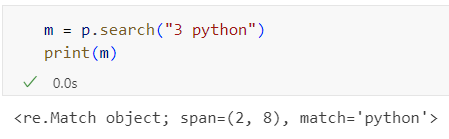 m = p.search("3 python")
print(m)
0.0s
<re.Match object; span=(2, 8), match='python'>